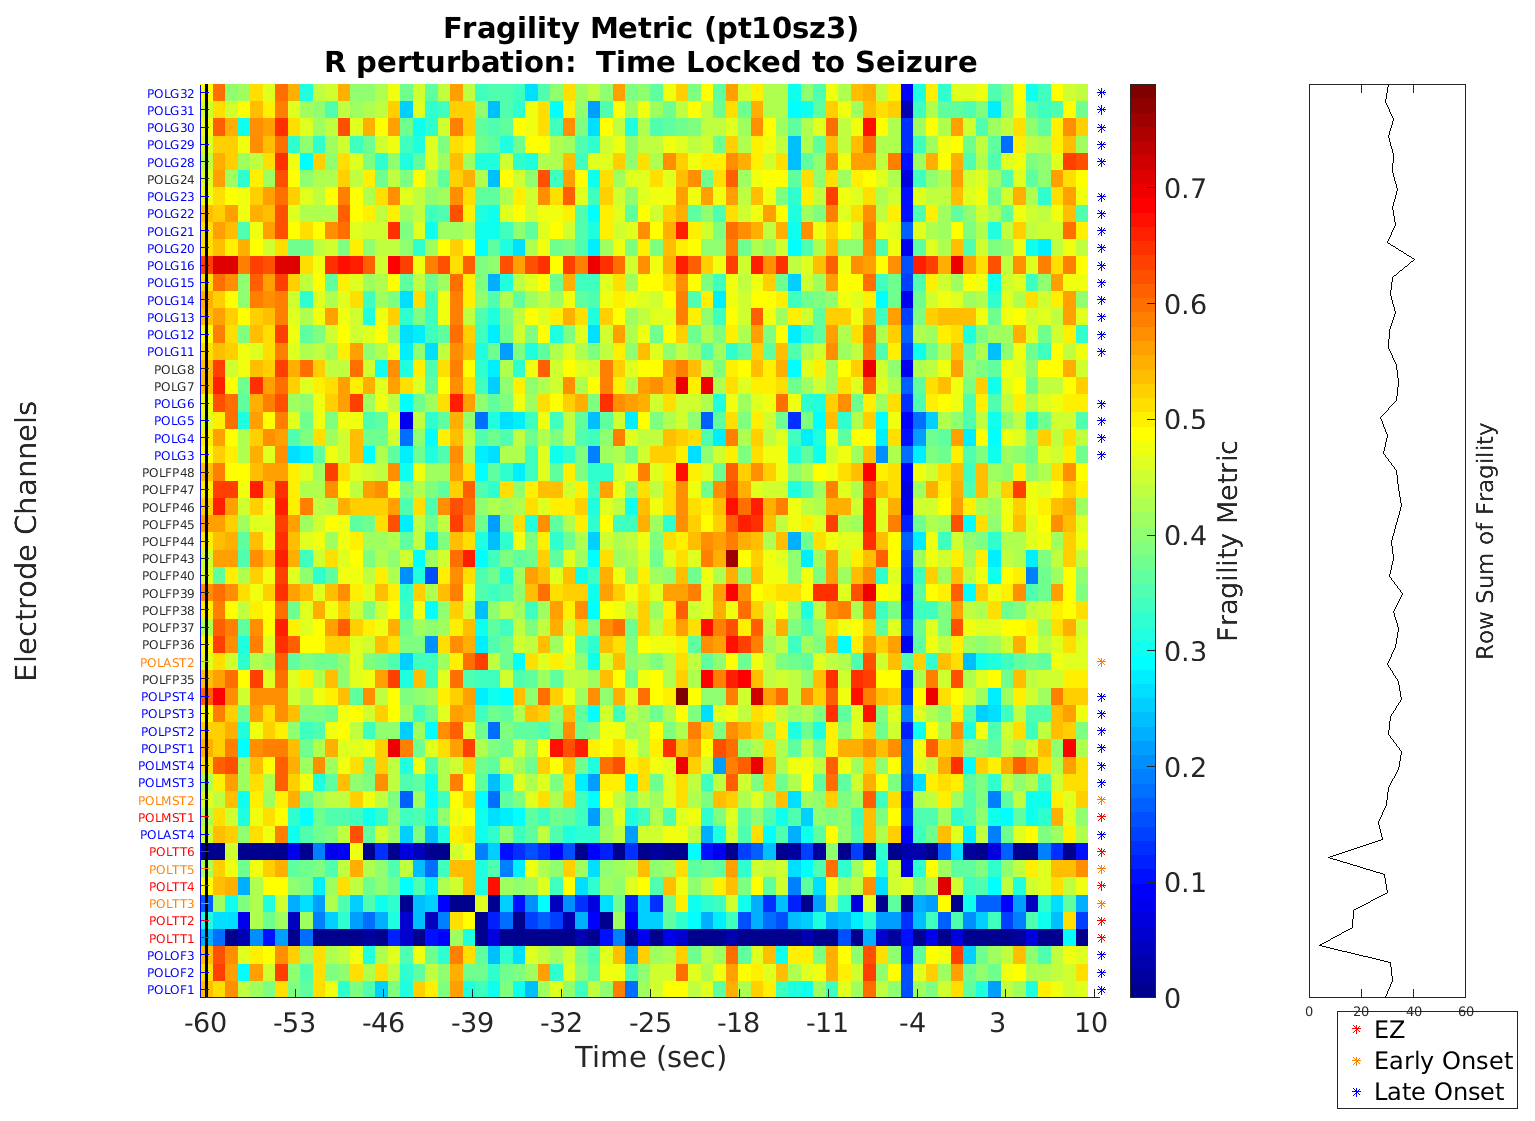 Fragility Metric (pt10sz3)
R perturbation:  Time Locked to Seizure
Electrode Channels
POLG32
POLG31
POLG30
POLG29
POLG28
POLG24
POLG23
POLG22
POLG21
POLG20
POLG16
POLG15
POLG14
POLG13
POLG12
POLG11
POLG8
POLG7
POLG6
POLG5
POLG4
POLG3
POLFP48
POLFP47
POLFP46
POLFP45
POLFP44
POLFP43
POLFP40
POLFP39
POLFP38
POLFP37
POLFP36
POLAST2
POLFP35
POLPST4
POLPST3
POLPST2
POLPST1
POLMST4
POLMST3
POLMST2
POLMST1
POLAST4
POLTT6
POLTT5
POLTT4
POLTT3
POLTT2
POLTT1
POLOF3
POLOF2
POLOF1
-60 -53 -46 -39 -32 -25 -18 -11 -4 3 10
Time (sec)
0.7
0.6
0.5
0.4
0.3
0.2
0.1
0
Fragility Metric
0 20 40 60
Row Sum of Fragility
EZ
Early Onset
Late Onset